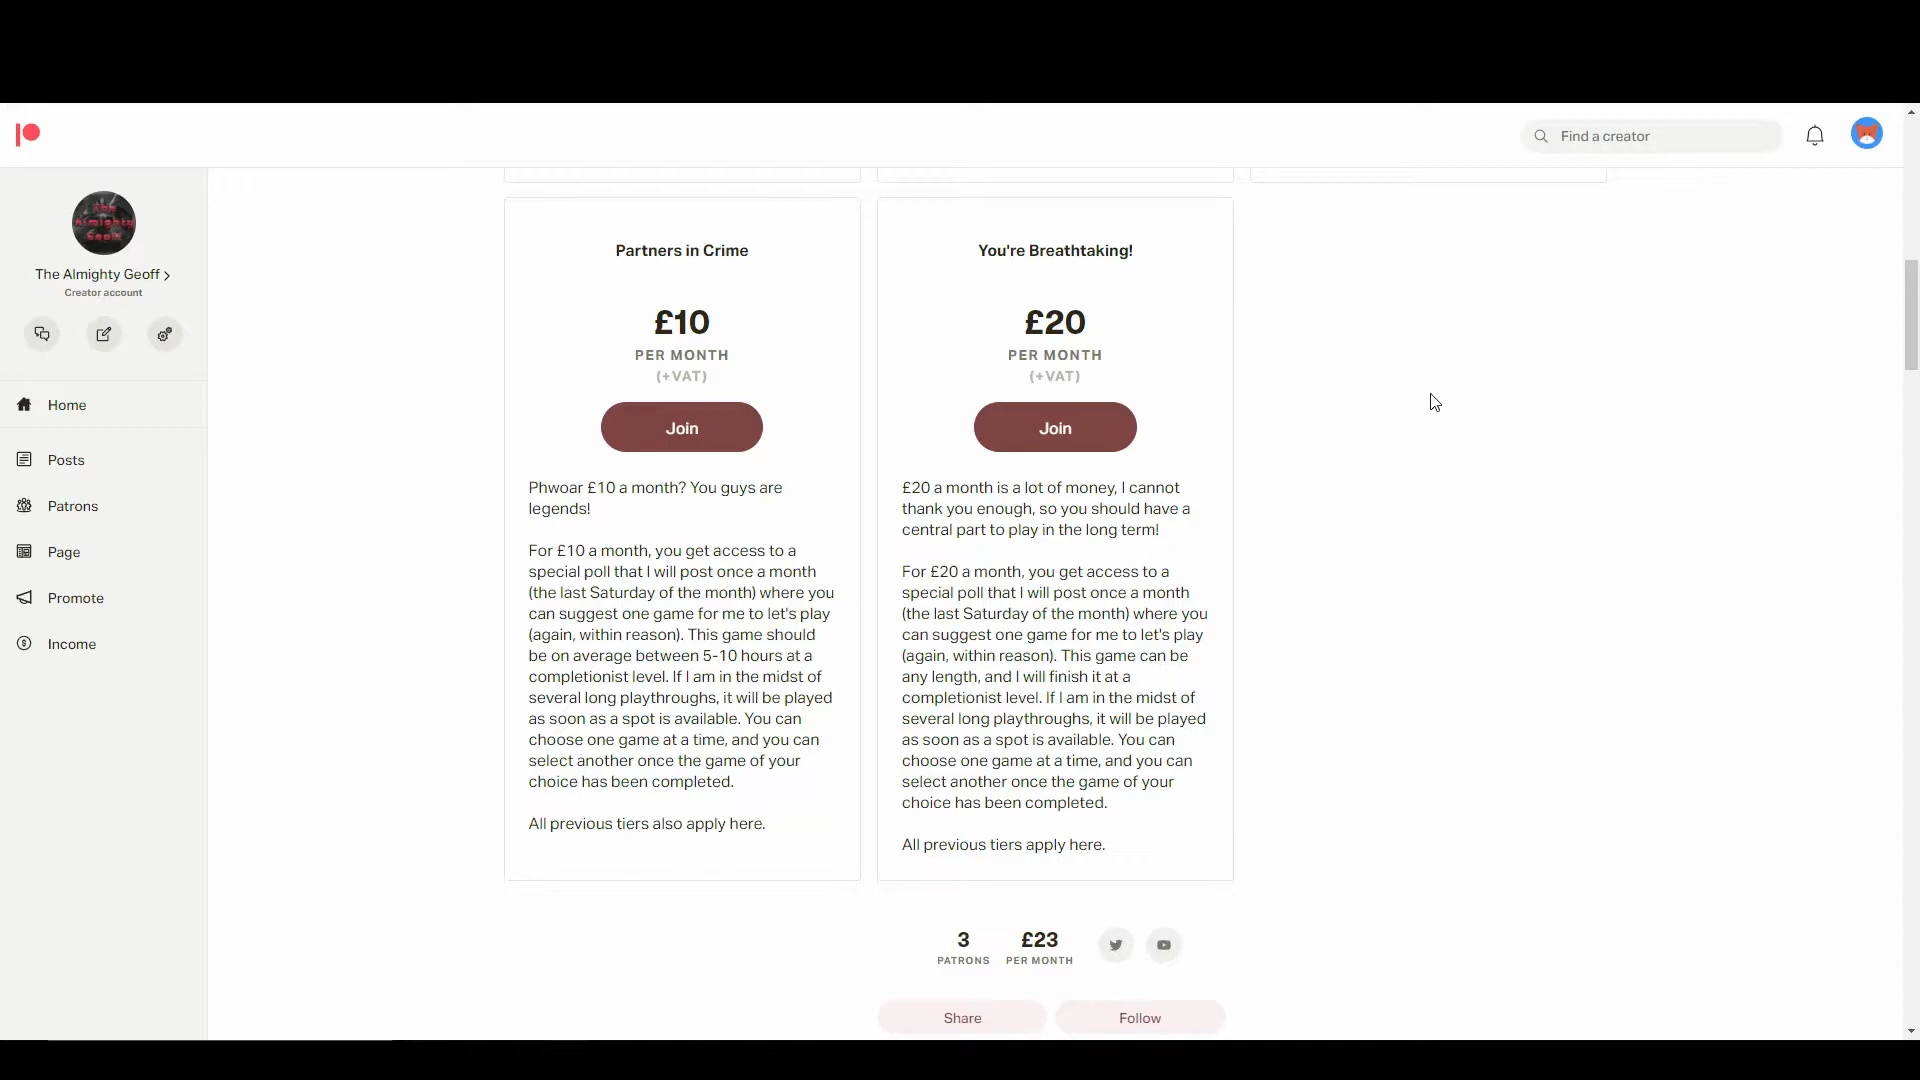 Find a creator
The Almighty Geoff
The Almighty Geoff
Creator account
Home
Posts
Patrons
Page
Promote
Income
Partners in Crime
£10
PER MONTH
(+VAT)
Join
Phwoar £10 a month? You guys are
legends!
For £10 a month, you get access to a
special poll that I will post once a month
(the last Saturday of the month) where you
can suggest one game for me to let's play
(again, within reason). This game should
be on average between 5-10 hours at a
completionist level. If I am in the midst of
several long playthroughs, it will be played
as soon as a spot is available. You can
choose one game at a time, and you can
select another once the game of your
choice has been completed.
All previous tiers also apply here.
You're Breathtaking!
£20
PER MONTH
(+VAT)
Join
£20 a month is a lot of money, I cannot
thank you enough, so you should have a
central part to play in the long term!
For £20 a month, you get access to a
special poll that I will post once a month
(the last Saturday of the month) where you
can suggest one game for me to let's play
(again, within reason). This game can be
any length, and I will finish it at a
completionist level. If I am in the midst of
several long playthroughs, it will be played
as soon as a spot is available. You can
choose one game at a time, and you can
select another once the game of your
choice has been completed.
All previous tiers apply here.
3 £23
PATRONS PER MONTH
Share Follow